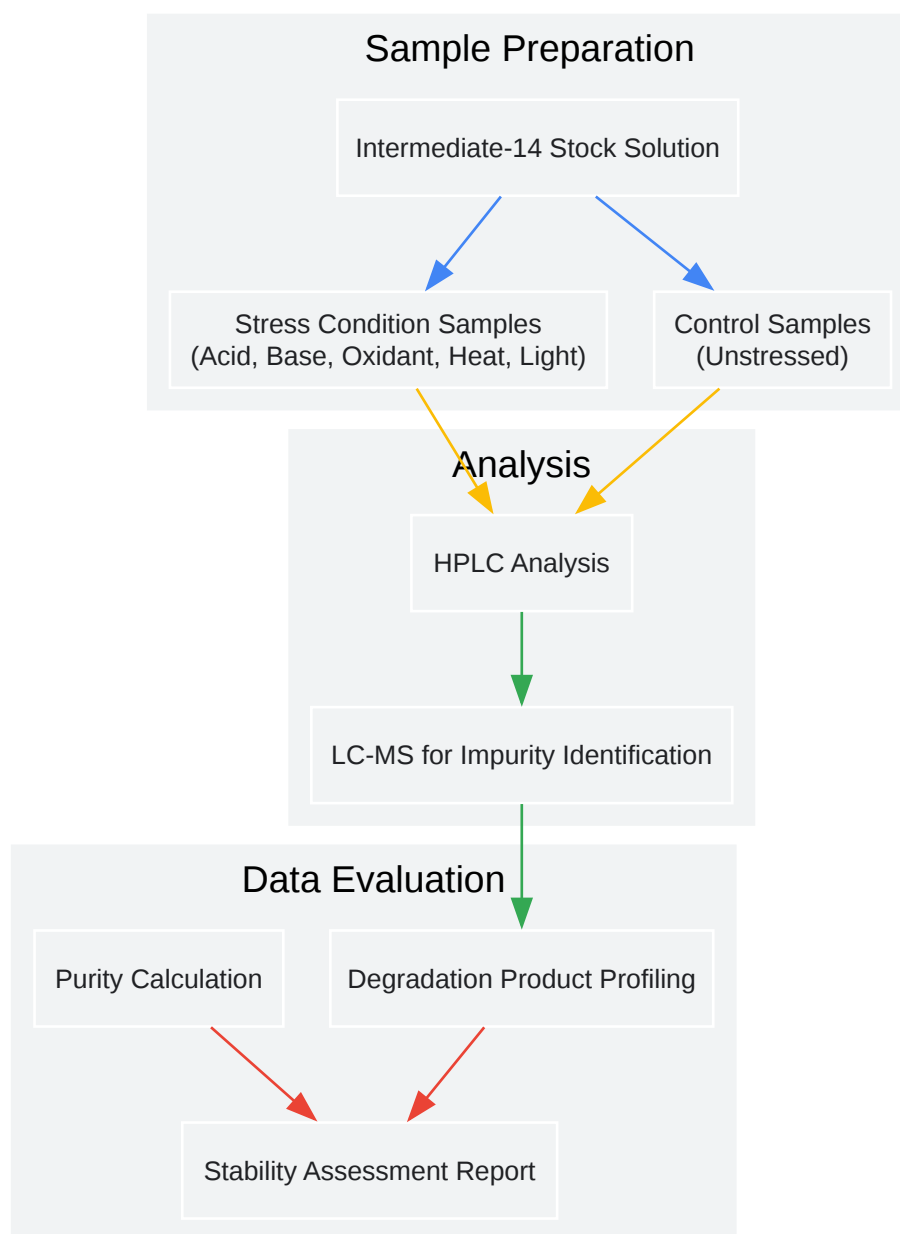 Sample Preparation
Intermediate-14 Stock Solution
Stress Condition Samples
(Acid, Base, Oxidant, Heat, Light)
Control Samples
(Unstressed)
Analysis
HPLC Analysis
LC-MS for Impurity Identification
Data Evaluation
Purity Calculation
Degradation Product Profiling
Stability Assessment Report